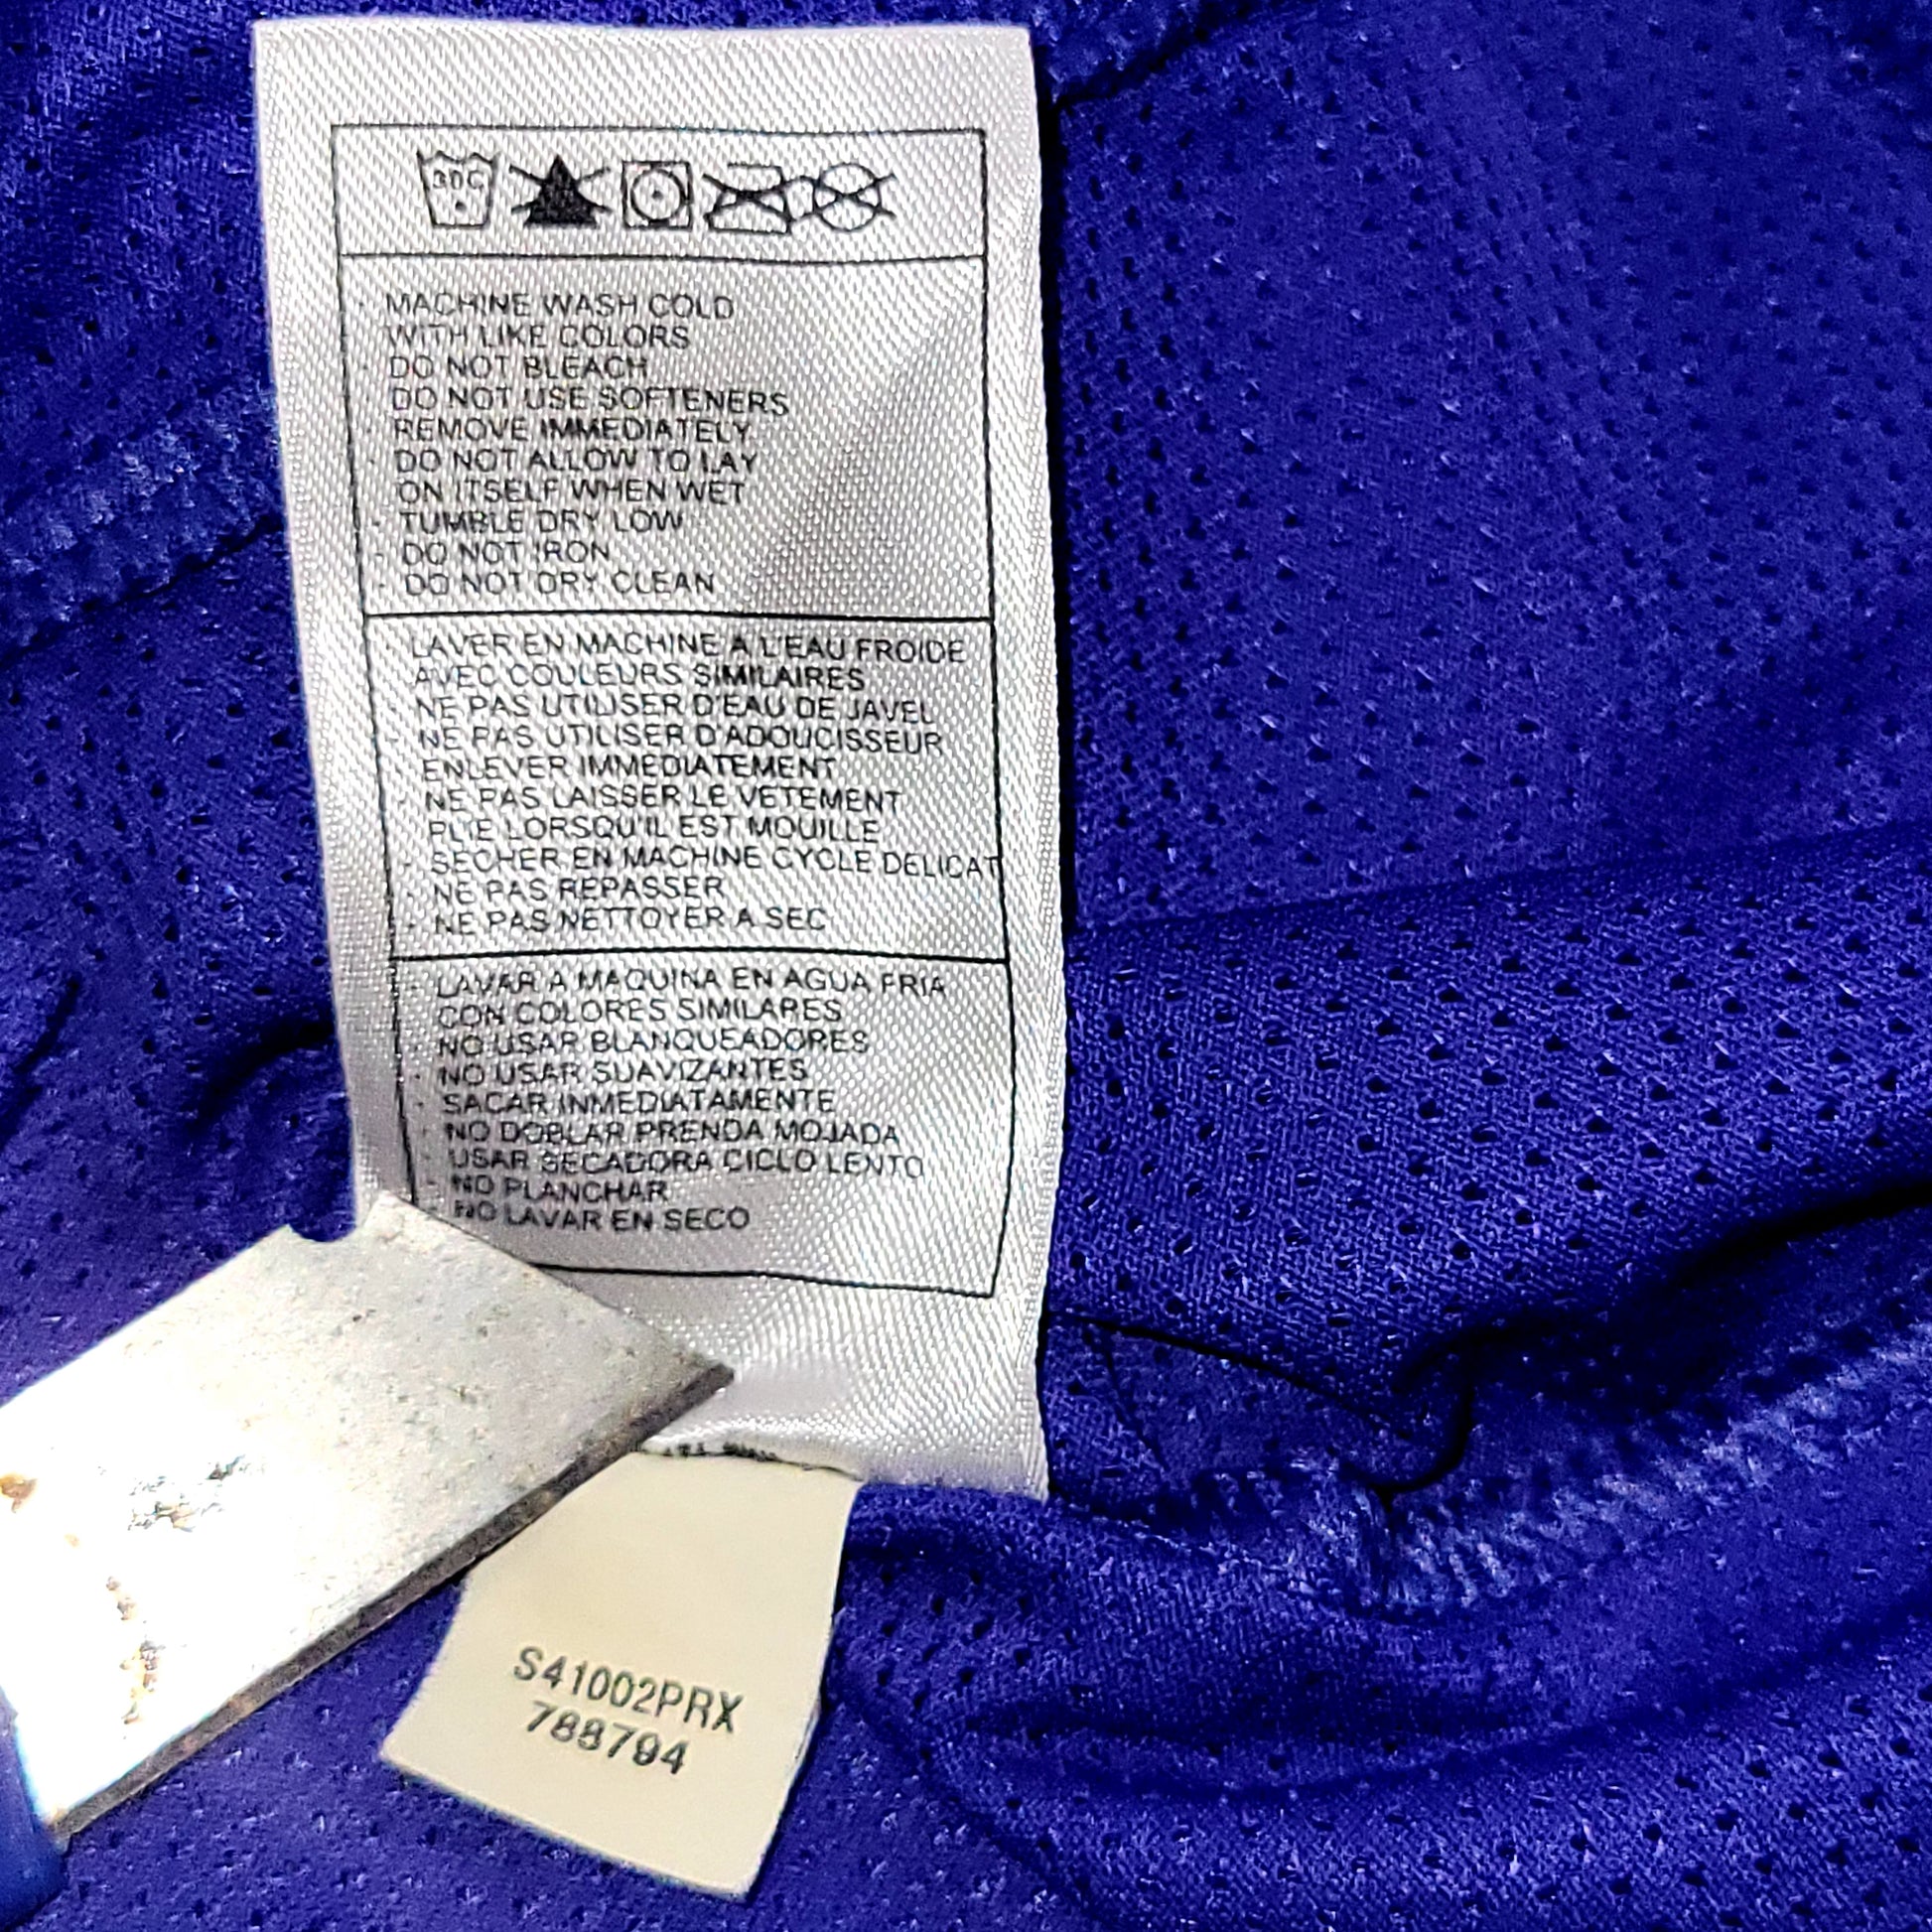 30C
· MACHINE WASH COLD
WITH LIKE COLORS
· DO NOT BLEACH
· DO NOT USE SOFTENERS
· REMOVE IMMEDIATELY
· DO NOT ALLOW TO LAY
ON ITSELF WHEN WET
· TUMBLE DRY LOW
· DO NOT IRON
· DO NOT DRY CLEAN
· LAVER EN MACHINE A L'EAU FROIDE
AVEC COULEURS SIMILAIRES
· NE PAS UTILISER D'EAU DE JAVEL
· NE PAS UTILISER D'ADOUCISSEUR
· ENLEVER IMMEDIATEMENT
· NE PAS LAISSER LE VETEMENT
PLIE LORSQU'IL EST MOUILLE
· SECHER EN MACHINE CYCLE DELICAT
· NE PAS REPASSER
· NE PAS NETTOYER A SEC
· LAVAR A MAQUINA EN AGUA FRIA
CON COLORES SIMILARES
· NO USAR BLANQUEADORES
· NO USAR SUAVIZANTES
· SACAR INMEDIATAMENTE
· NO DOBLAR PRENDA MOJADA
· USAR SECADORA CICLO LENTO
· NO PLANCHAR
· NO LAVAR EN SECO
S41002PRX
788794